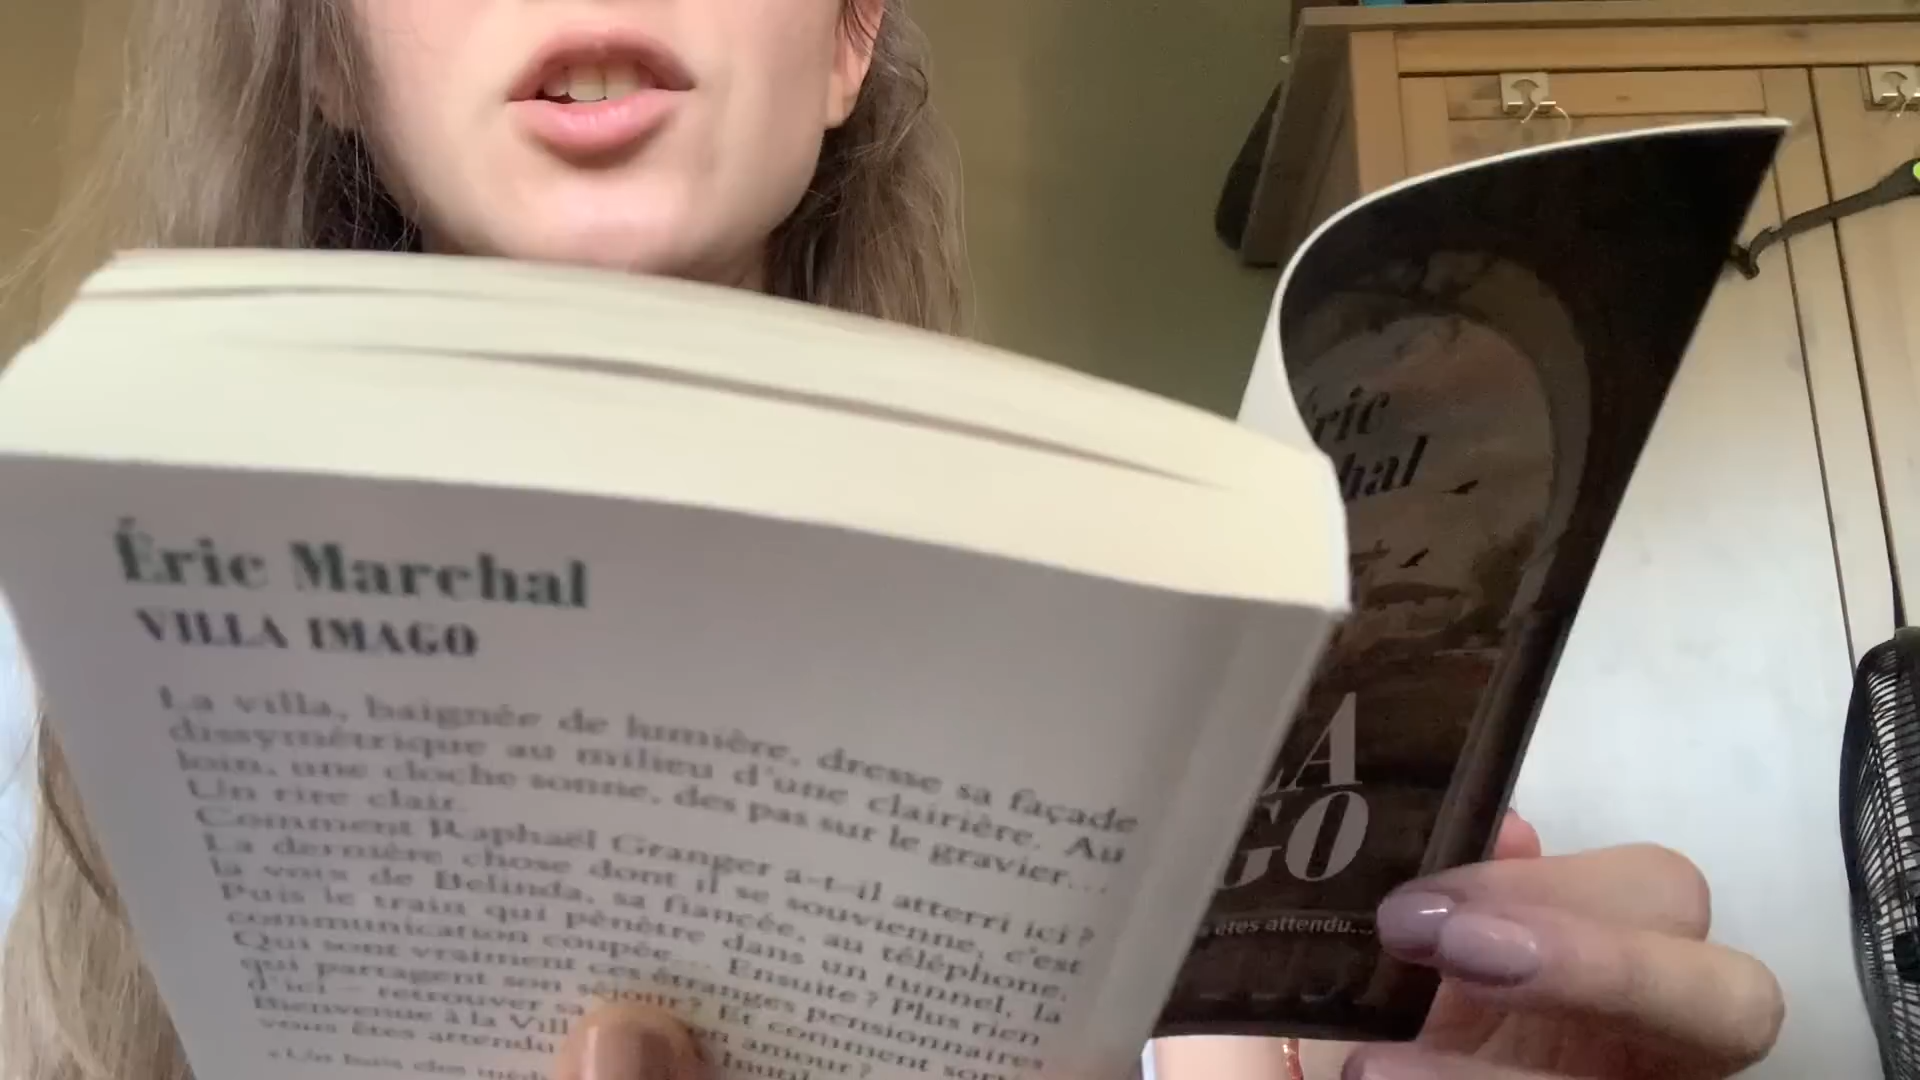 Éric Marchal
VILLA IMAGO
La villa, baignée de lumière, dresse sa façade
dissymétrique au milieu d'une clairière. Au
loin, une cloche sonne, des pas sur le gravier…
Un rire clair.
Comment Raphaël Granger a-t-il atterri ici ?
La dernière chose dont il se souvienne, c'est
la voix de Belinda, sa fiancée, au téléphone.
Puis le train qui pénètre dans un tunnel, la
communication coupée… Ensuite ? Plus rien
Qui sont vraiment ces étranges pensionnaires
qui partagent son séjour ? Et comment
d'ici – retrouver amour ?
Bienvenue à la
vous êtes attendu
Éric
hal
LA
GO
êtes attendu…